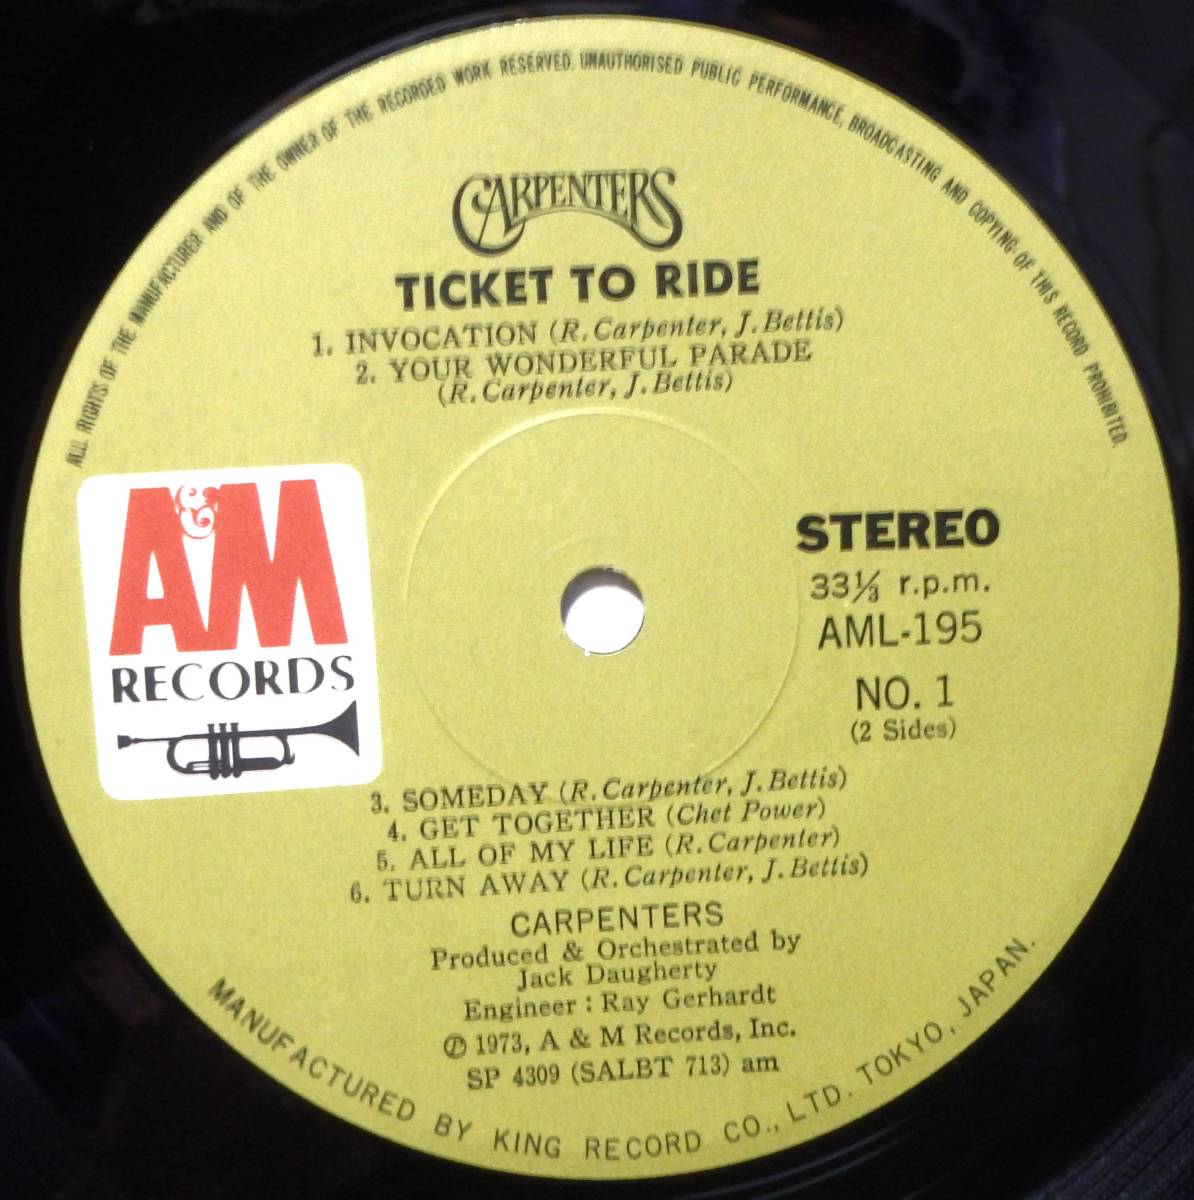 ALL RIGHTS OF THE MANUFACTURER AND OF THE OWNER OF THE RECORDED WORK RESERVED. UNAUTHORISED PUBLIC PERFORMANCE, BROADCASTING AND COPYING OF THIS RECORD PROHIBITED.
CARPENTERS
TICKET TO RIDE
1. INVOCATION (R. Carpenter, J. Bettis)
2. YOUR WONDERFUL PARADE
(R. Carpenter, J. Bettis)
A&M
RECORDS
STEREO
33⅓ r.p.m.
AML-195
NO. 1
(2 Sides)
3. SOMEDAY (R. Carpenter, J. Bettis)
4. GET TOGETHER (Chet Power)
5. ALL OF MY LIFE (R. Carpenter)
6. TURN AWAY (R. Carpenter, J. Bettis)
CARPENTERS
Produced & Orchestrated by
Jack Daugherty
Engineer : Ray Gerhardt
℗ 1973, A & M Records, Inc.
SP 4309 (SALBT 713) am
MANUFACTURED BY KING RECORD CO., LTD. TOKYO, JAPAN.